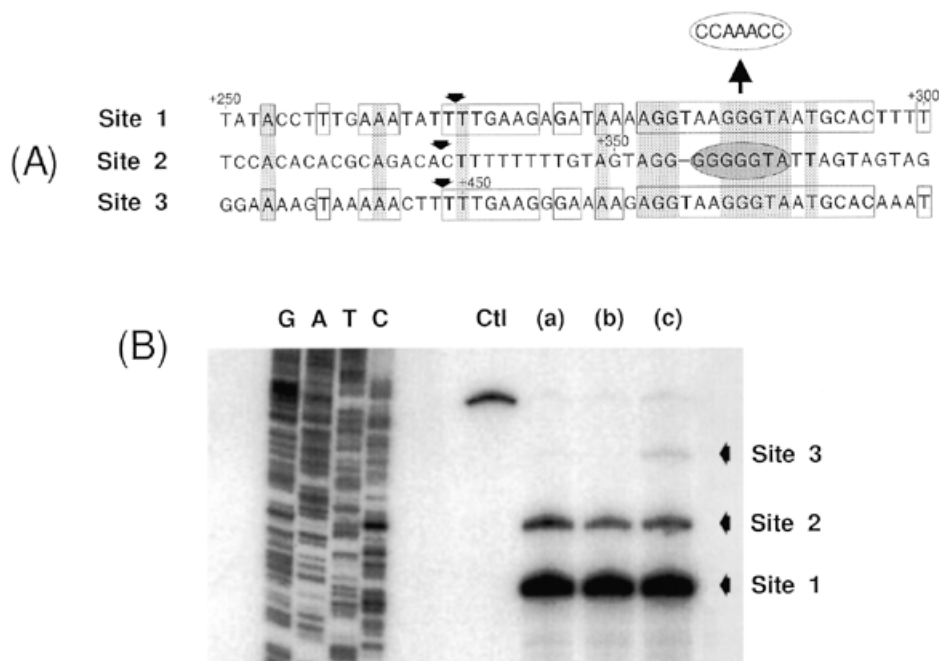 CCAAACC
+250 +300
Site 1 TATACCTTTGAAATATTTTGAAGAGATAAAAGGTAAGGGTAATGCACTTTT
(A)
+350
Site 2 TCCACACACGCAGACACTTTTTTTTGTAGTAGG-GGGGGTATTAGTAGTAG
+450
Site 3 GGAAAAGTAAAAACTTTTTGAAGGGAAAAGAGGTAAGGGTAATGCACAAAT
(B)
G A T C Ctl (a) (b) (c)
Site 3
Site 2
Site 1